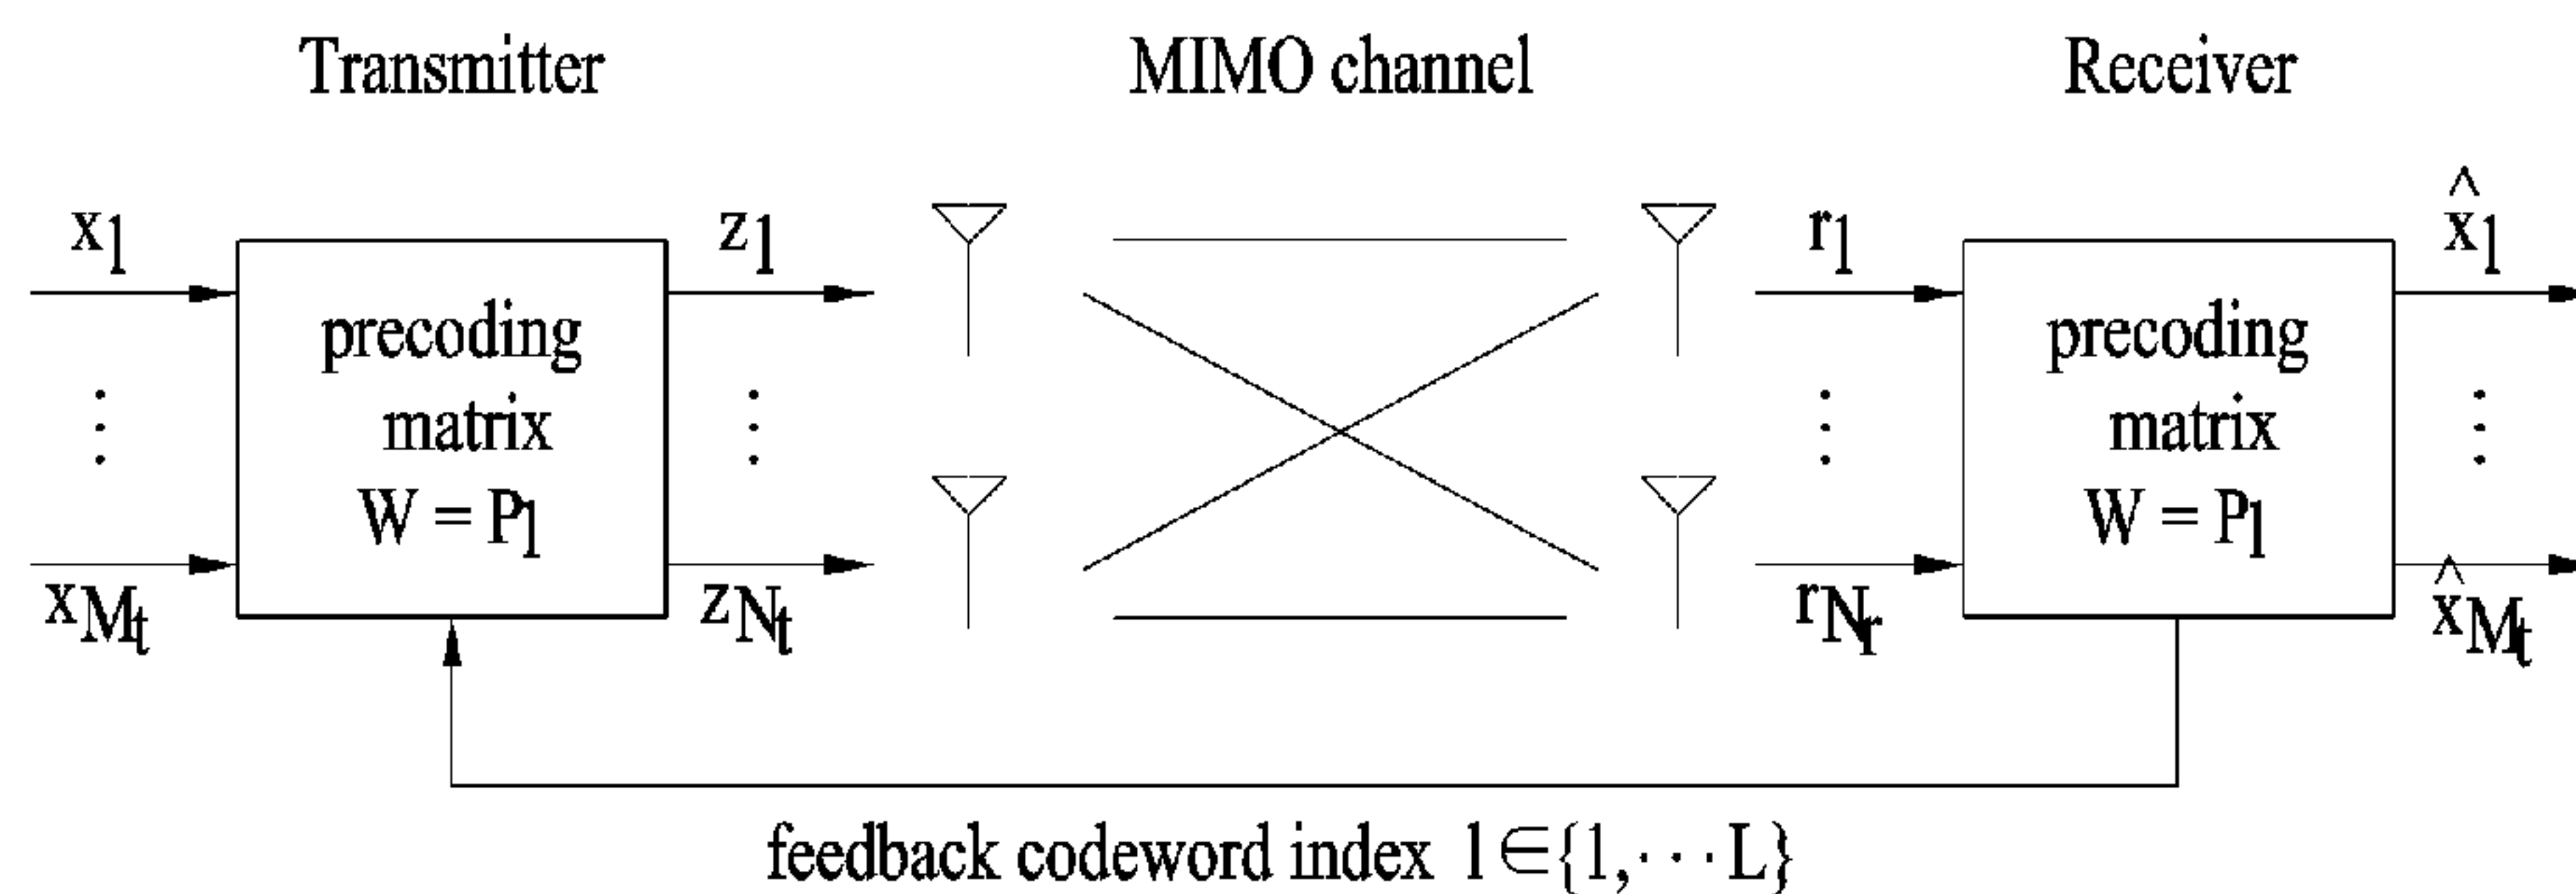 Transmitter
MIMO channel
Receiver
x1
z1
r1
x̂1
precoding
matrix
W = Pl
precoding
matrix
W = Pl
xMt
zNt
rNr
x̂Mt
feedback codeword index l∈{1,···L}